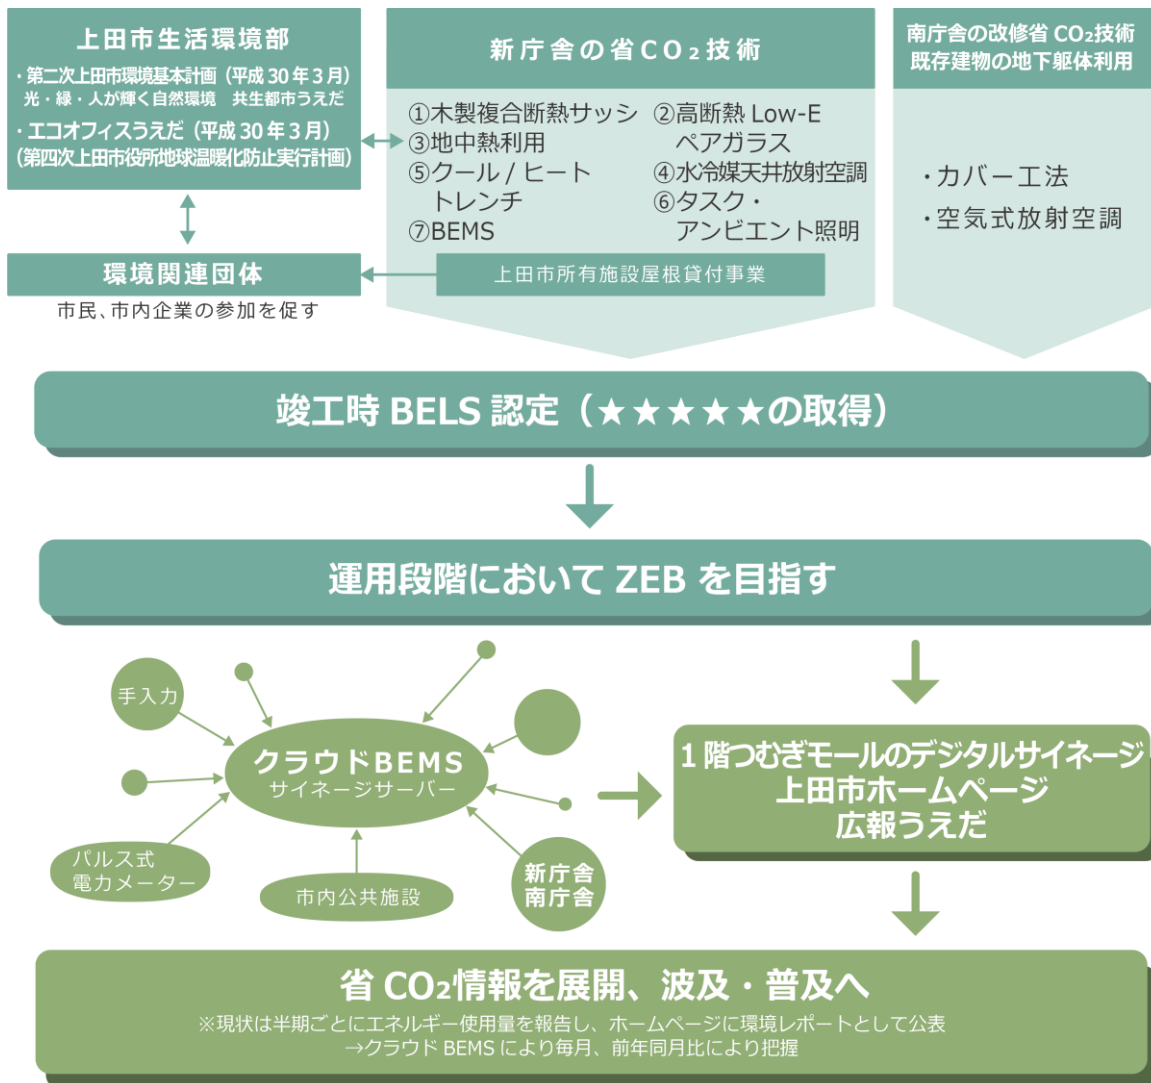 上田市生活環境部
・第二次上田市環境基本計画（平成30年3月）
光・緑・人が輝く自然環境 共生都市うえだ
・エコオフィスうえだ（平成30年3月）
（第四次上田市役所地球温暖化防止実行計画）
環境関連団体
市民、市内企業の参加を促す
新庁舎の省CO₂技術
①木製複合断熱サッシ
②高断熱 Low-E
ペアガラス
③地中熱利用
④水冷媒天井放射空調
⑤クール / ヒート
トレンチ
⑥タスク・
アンビエント照明
⑦BEMS
上田市所有施設屋根貸付事業
南庁舎の改修省 CO₂技術
既存建物の地下躯体利用
・カバー工法
・空気式放射空調
竣工時 BELS 認定（★★★★★の取得）
運用段階において ZEB を目指す
手入力
クラウドBEMS
サイネージサーバー
パルス式
電力メーター
市内公共施設
新庁舎
南庁舎
1階つむぎモールのデジタルサイネージ
上田市ホームページ
広報うえだ
省 CO₂情報を展開、波及・普及へ
※現状は半期ごとにエネルギー使用量を報告し、ホームページに環境レポートとして公表
→クラウド BEMS により毎月、前年同月比により把握